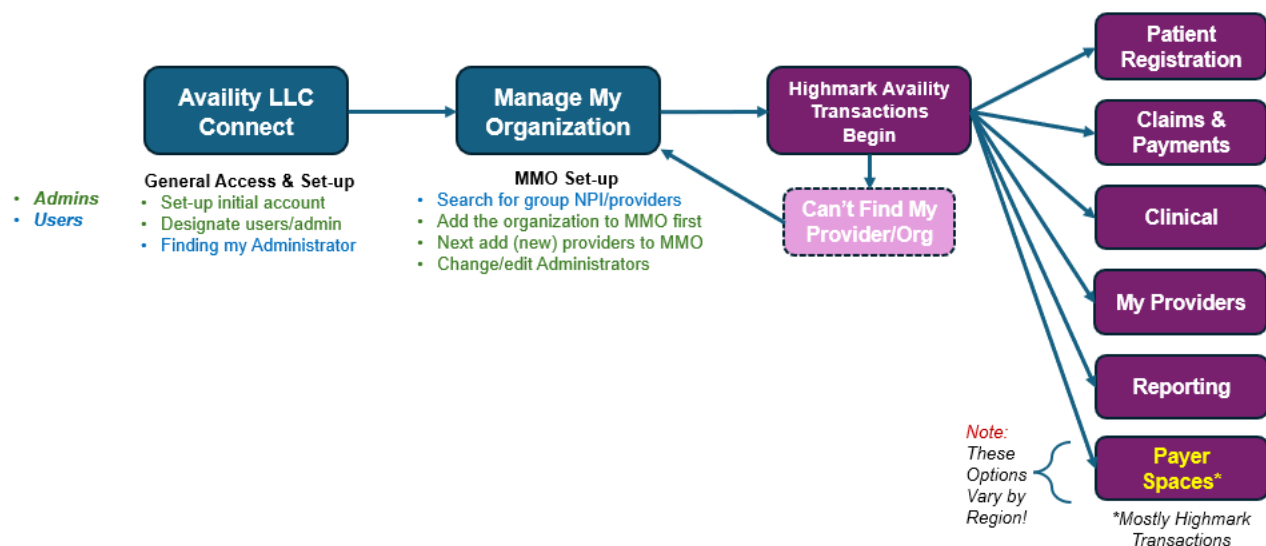 Availity LLC
Connect
Manage My
Organization
Highmark Availity
Transactions
Begin
Patient
Registration
Claims &
Payments
Clinical
My Providers
Reporting
Payer
Spaces*
*Mostly Highmark
Transactions
Can't Find My
Provider/Org
• Admins
• Users
General Access & Set-up
• Set-up initial account
• Designate users/admin
• Finding my Administrator
MMO Set-up
• Search for group NPI/providers
• Add the organization to MMO first
• Next add (new) providers to MMO
• Change/edit Administrators
Note:
These
Options
Vary by
Region!